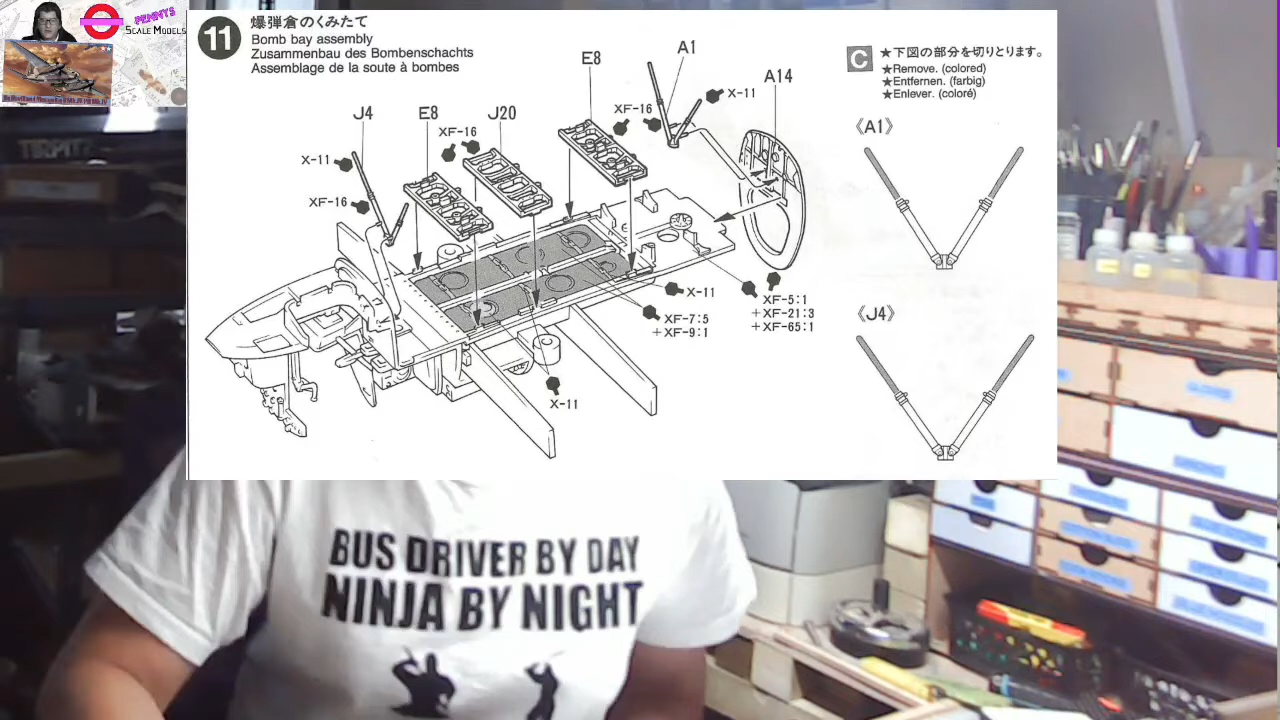 PENMYS
SCALE MODELS
TIRPITZ
11
爆弾倉のくみたて
Bomb bay assembly
Zusammenbau des Bombenschachts
Assemblage de la soute à bombes
C
★下図の部分を切りとります。
★Remove. (colored)
★Entfernen. (farbig)
★Enlever. (coloré)
J4
E8
J20
E8
A1
A14
X-11
XF-16
XF-16
XF-16
X-11
X-11
XF-7:5
+XF-9:1
X-11
XF-5:1
+XF-21:3
+XF-65:1
《A1》
《J4》
BUS DRIVER BY DAY
NINJA BY NIGHT